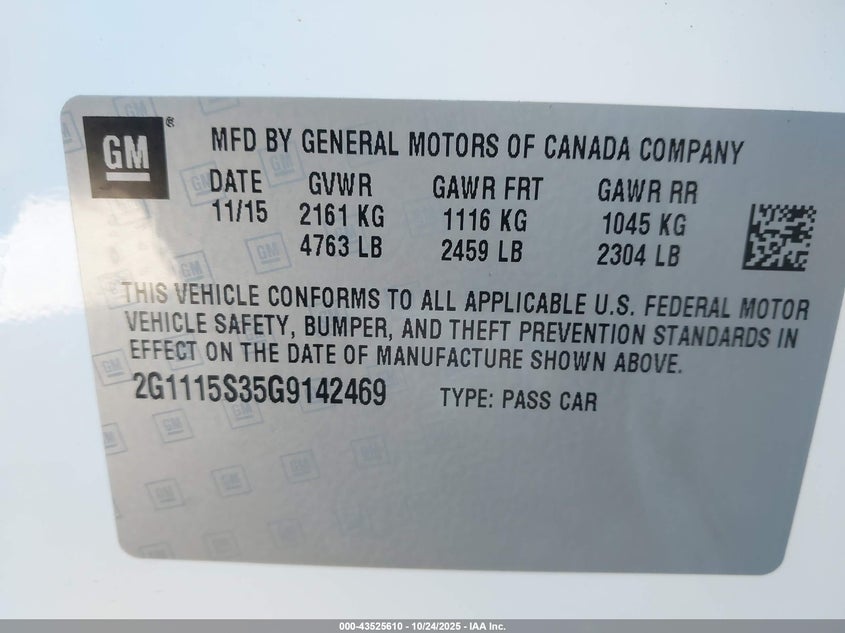 GM®
MFD BY GENERAL MOTORS OF CANADA COMPANY
DATE GVWR GAWR FRT GAWR RR
11/15 2161 KG 1116 KG 1045 KG
4763 LB 2459 LB 2304 LB
THIS VEHICLE CONFORMS TO ALL APPLICABLE U.S. FEDERAL MOTOR
VEHICLE SAFETY, BUMPER, AND THEFT PREVENTION STANDARDS IN
EFFECT ON THE DATE OF MANUFACTURE SHOWN ABOVE.
2G1115S35G9142469 TYPE: PASS CAR
000-43525610 - 10/24/2025 - IAA Inc.